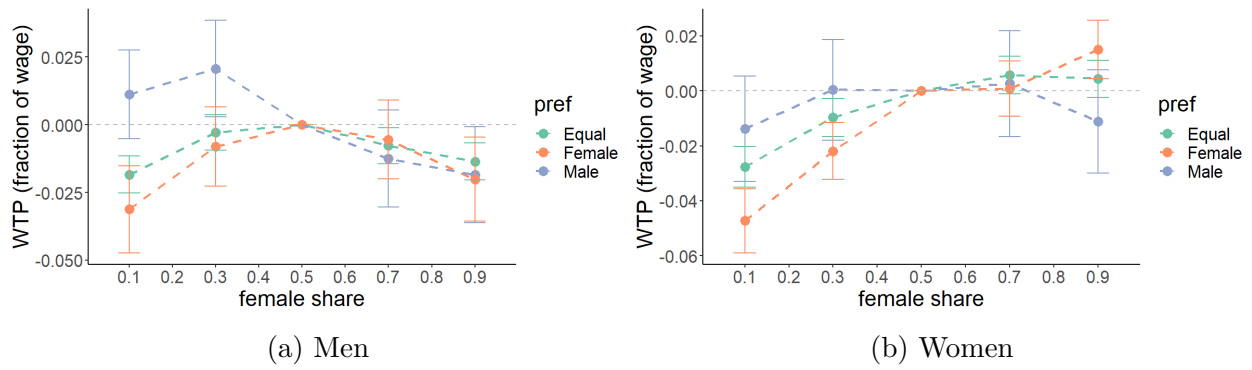 WTP (fraction of wage)
0.025
0.000
-0.025
-0.050
0.1 0.2 0.3 0.4 0.5 0.6 0.7 0.8 0.9
female share
pref
Equal
Female
Male
(a) Men
WTP (fraction of wage)
0.02
0.00
-0.02
-0.04
-0.06
0.1 0.2 0.3 0.4 0.5 0.6 0.7 0.8 0.9
female share
pref
Equal
Female
Male
(b) Women